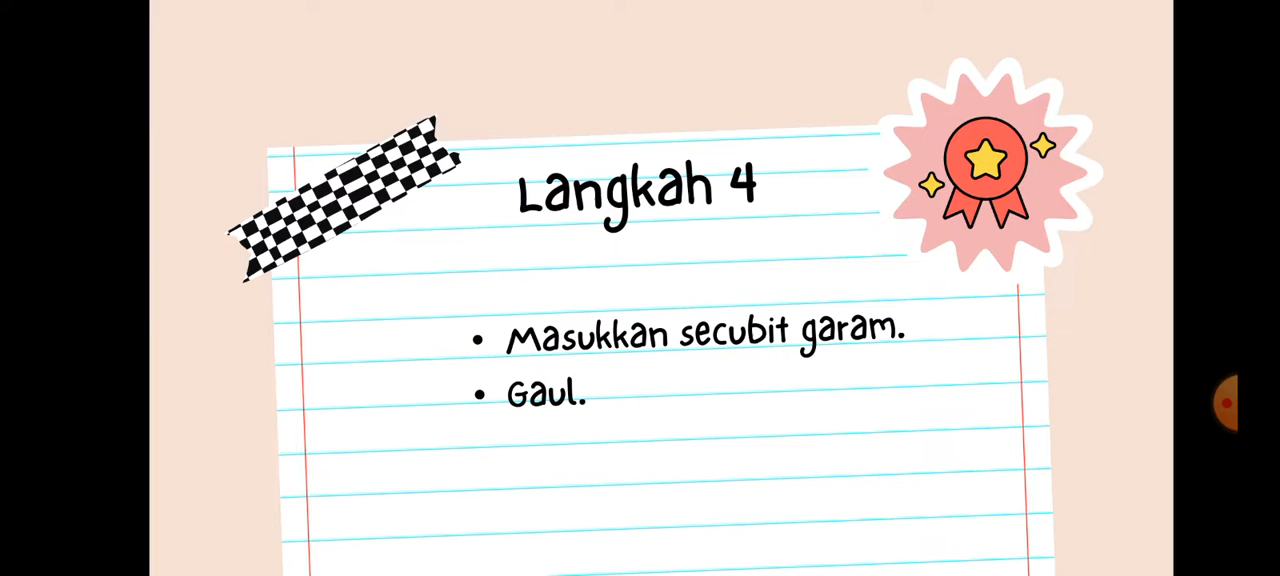 Langkah 4
• Masukkan secubit garam.
• Gaul.